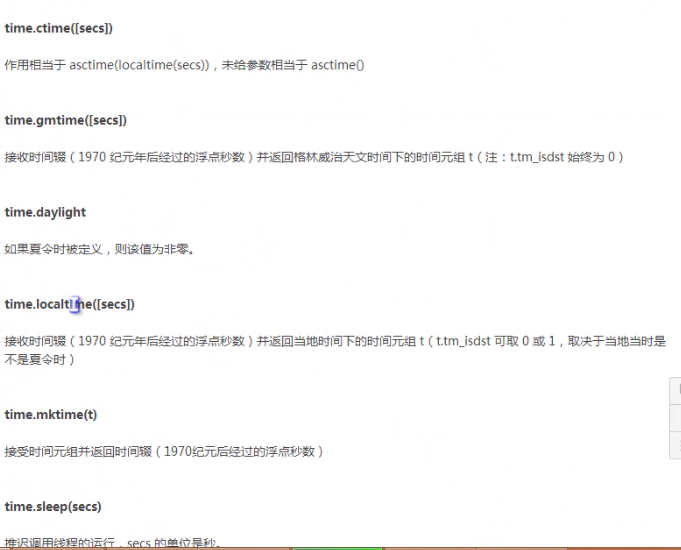 time.ctime([secs])
作用相当于 asctime(localtime(secs))，未给参数相当于 asctime()
time.gmtime([secs])
接收时间辍（1970 纪元年后经过的浮点秒数）并返回格林威治天文时间下的时间元组 t（注：t.tm_isdst 始终为 0）
time.daylight
如果夏令时被定义，则该值为非零。
time.localtime([secs])
接收时间辍（1970 纪元年后经过的浮点秒数）并返回当地时间下的时间元组 t（t.tm_isdst 可取 0 或 1，取决于当地当时是
不是夏令时）
time.mktime(t)
接受时间元组并返回时间辍（1970纪元后经过的浮点秒数）
time.sleep(secs)
推迟调用线程的运行，secs 的单位是秒。